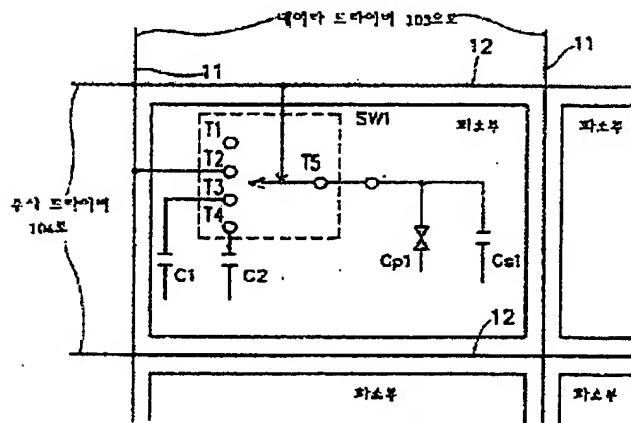 데이타 드라이버 103으로
11
12
11
SW1
화소부
화소부
T1
T2
T5
T3
T4
주사 드라이버
104로
C1
C2
Cp1
Cs1
12
화소부
화소부